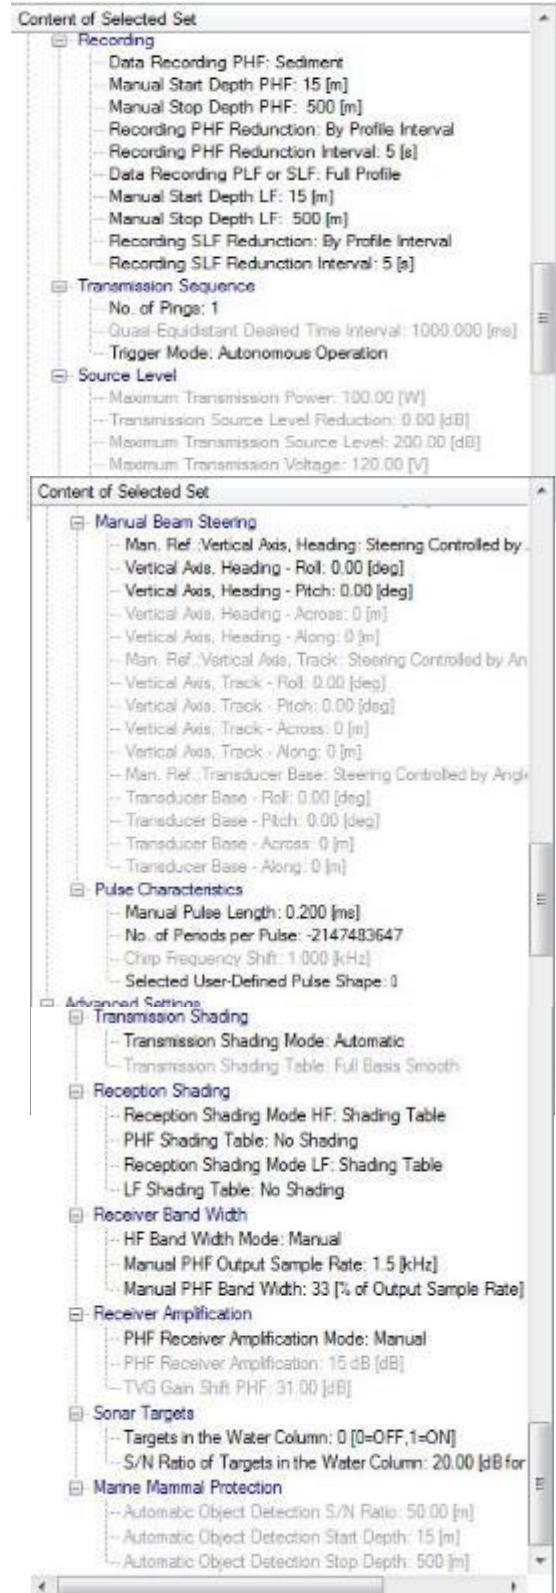 Content of Selected Set
Recording
Data Recording PHF: Sediment
Manual Start Depth PHF: 15 [m]
Manual Stop Depth PHF: 500 [m]
Recording PHF Redunction: By Profile Interval
Recording PHF Redunction Interval: 5 [s]
Data Recording PLF or SLF: Full Profile
Manual Start Depth LF: 15 [m]
Manual Stop Depth LF: 500 [m]
Recording SLF Redunction: By Profile Interval
Recording SLF Redunction Interval: 5 [s]
Transmission Sequence
No. of Pings: 1
Quasi-Equidistant Desired Time Interval: 1000.000 [ms]
Trigger Mode: Autonomous Operation
Source Level
Maximum Transmission Power: 100.00 [W]
Transmission Source Level Reduction: 0.00 [dB]
Maximum Transmission Source Level: 200.00 [dB]
Maximum Transmission Voltage: 120.00 [V]
Content of Selected Set
Manual Beam Steering
Man. Ref.:Vertical Axis, Heading: Steering Controlled by
Vertical Axis, Heading - Roll: 0.00 [deg]
Vertical Axis, Heading - Pitch: 0.00 [deg]
Vertical Axis, Heading - Across: 0 [m]
Vertical Axis, Heading - Along: 0 [m]
Man. Ref.:Vertical Axis, Track: Steering Controlled by An
Vertical Axis, Track - Roll: 0.00 [deg]
Vertical Axis, Track - Pitch: 0.00 [deg]
Vertical Axis, Track - Across: 0 [m]
Vertical Axis, Track - Along: 0 [m]
Man. Ref.:Transducer Base: Steering Controlled by Angle
Transducer Base - Roll: 0.00 [deg]
Transducer Base - Pitch: 0.00 [deg]
Transducer Base - Across: 0 [m]
Transducer Base - Along: 0 [m]
Pulse Characteristics
Manual Pulse Length: 0.200 [ms]
No. of Periods per Pulse: -2147483647
Chirp Frequency Shift: 1.000 [kHz]
Selected User-Defined Pulse Shape: 0
Advanced Settings
Transmission Shading
Transmission Shading Mode: Automatic
Transmission Shading Table: Full Basis Smooth
Reception Shading
Reception Shading Mode HF: Shading Table
PHF Shading Table: No Shading
Reception Shading Mode LF: Shading Table
LF Shading Table: No Shading
Receiver Band Width
HF Band Width Mode: Manual
Manual PHF Output Sample Rate: 1.5 [kHz]
Manual PHF Band Width: 33 [% of Output Sample Rate]
Receiver Amplification
PHF Receiver Amplification Mode: Manual
PHF Receiver Amplification: 15 dB [dB]
TVG Gain Shift PHF: 31.00 [dB]
Sonar Targets
Targets in the Water Column: 0 [0=OFF,1=ON]
S/N Ratio of Targets in the Water Column: 20.00 [dB for
Marine Mammal Protection
Automatic Object Detection S/N Ratio: 50.00 [m]
Automatic Object Detection Start Depth: 15 [m]
Automatic Object Detection Stop Depth: 500 [m]